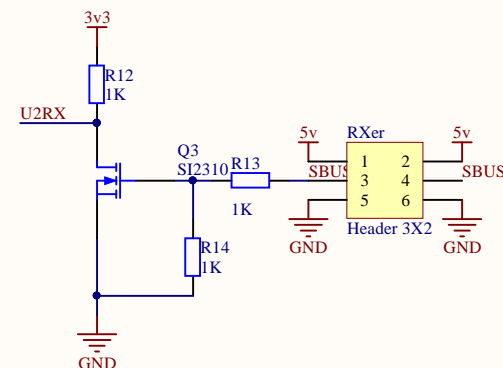 3v3
R12
1K
U2RX
Q3
SI2310
R13
1K
R14
1K
GND
5v
RXer
5v
1 2
SBUS 3 4 SBUS
5 6
GND
Header 3X2
GND